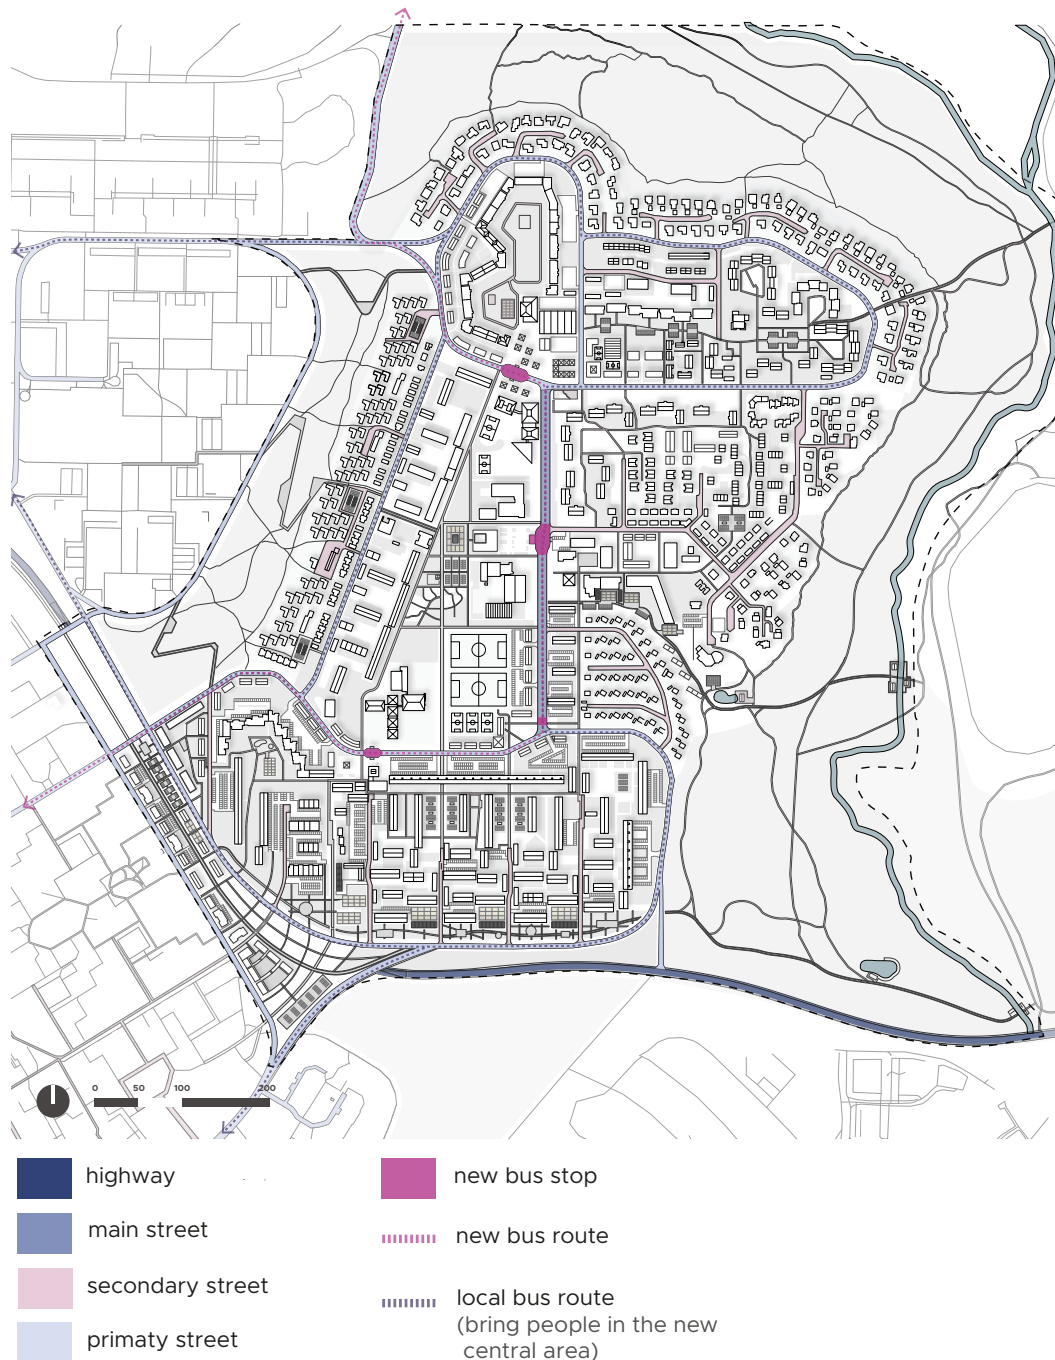 0 50 100 200
highway
main street
secondary street
primaty street
new bus stop
new bus route
local bus route
(bring people in the new
central area)